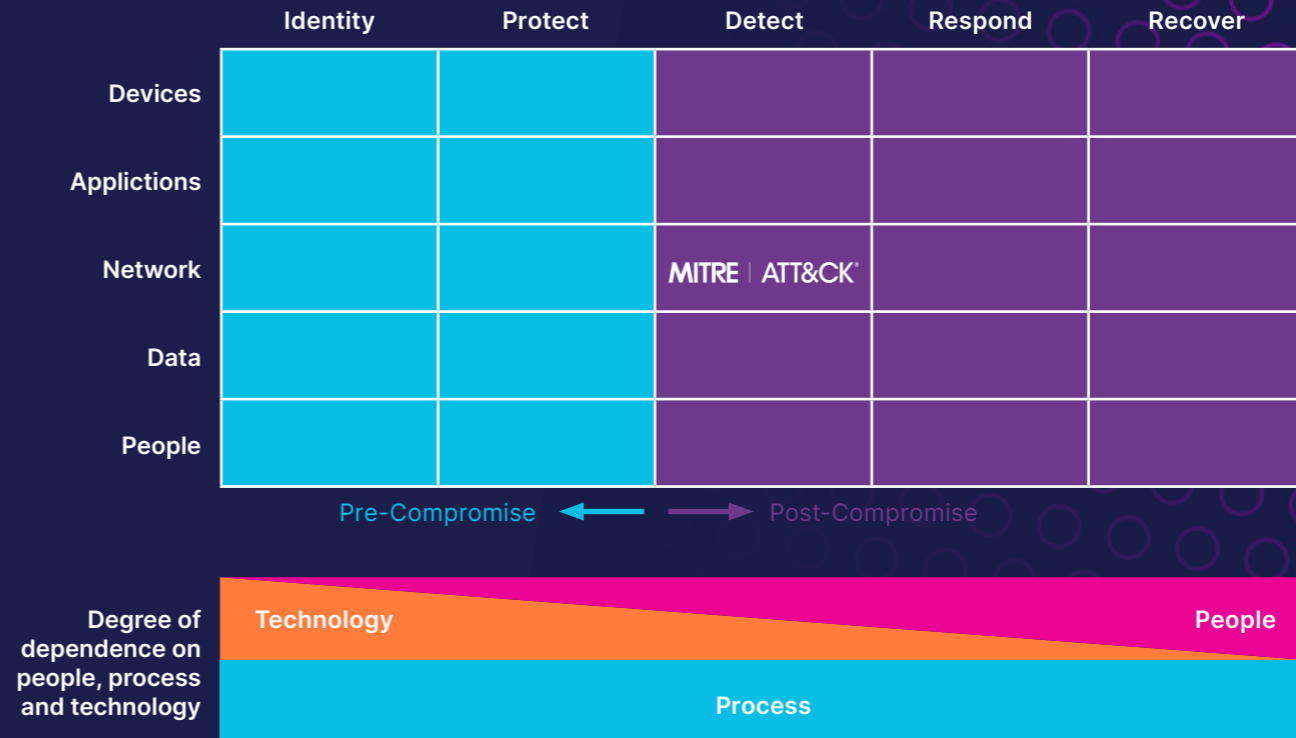 Identity Protect Detect Respond Recover
Devices
Applictions
Network MITRE | ATT&CK®
Data
People
Pre-Compromise Post-Compromise
Degree of
dependence on
people, process
and technology
Technology People
Process